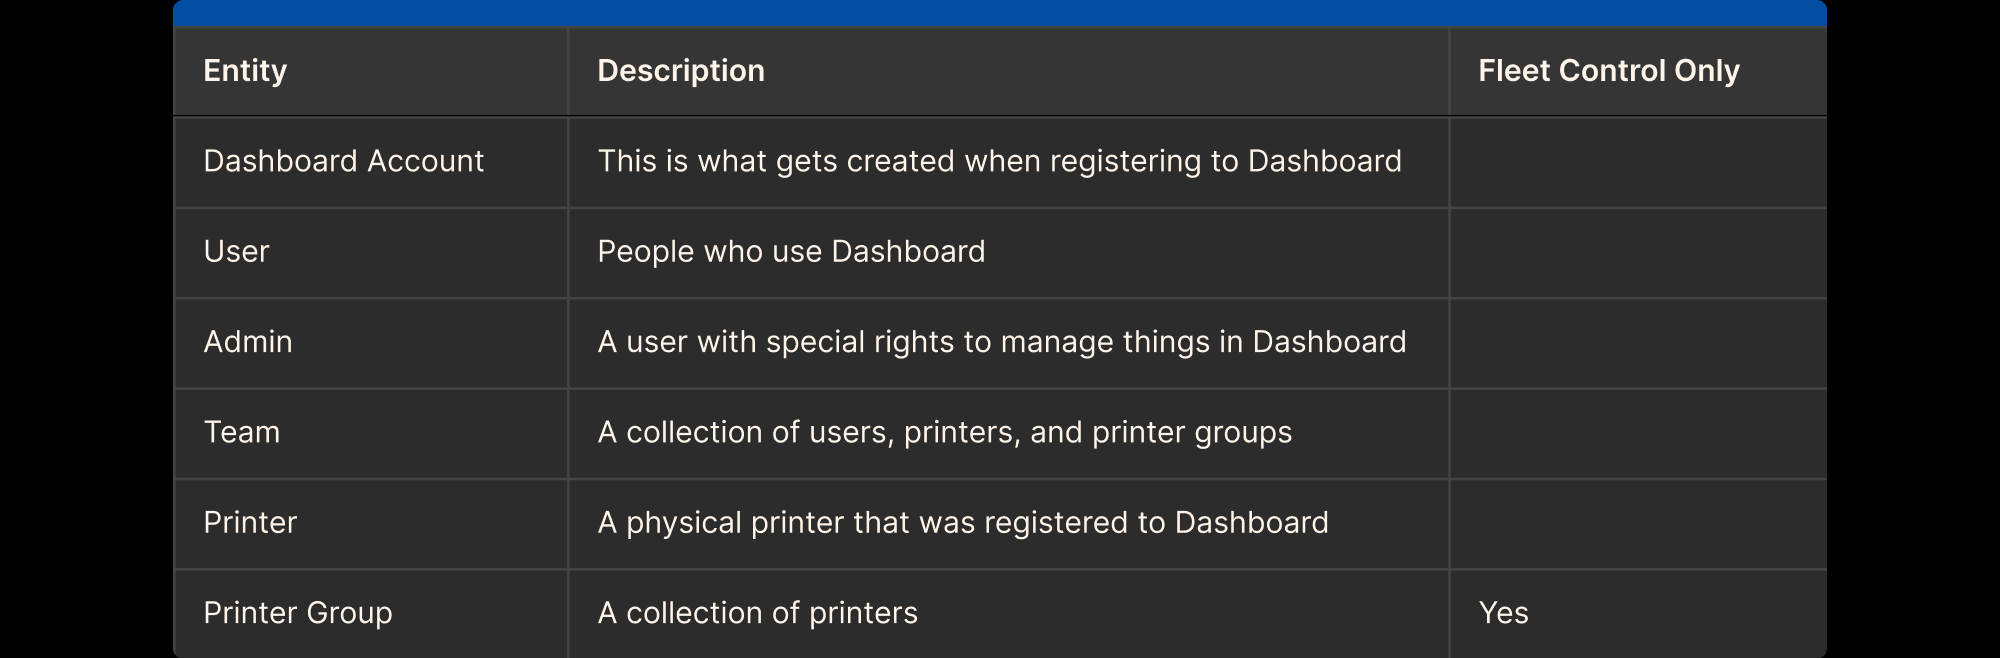 Entity Description Fleet Control Only
Dashboard Account This is what gets created when registering to Dashboard
User People who use Dashboard
Admin A user with special rights to manage things in Dashboard
Team A collection of users, printers, and printer groups
Printer A physical printer that was registered to Dashboard
Printer Group A collection of printers Yes